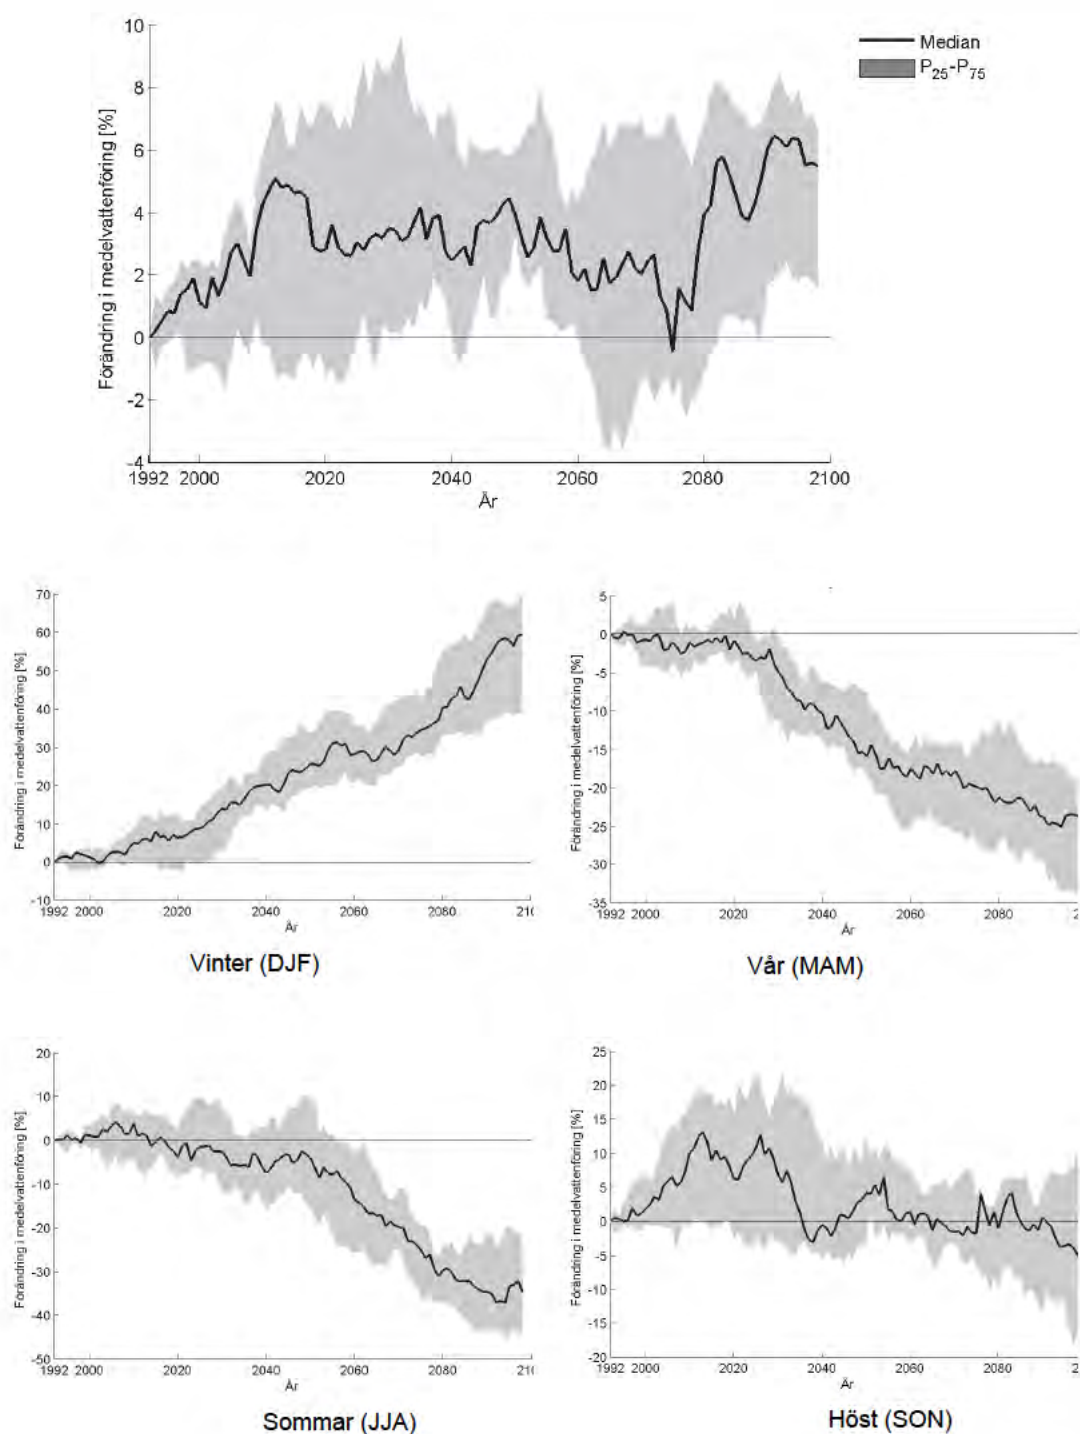 10
8
6
4
2
0
-2
-4
1992 2000 2020 2040 2060 2080 2100
År
Förändring i medelvattenföring [%]
Median
P25-P75
70
60
50
40
30
20
10
0
-10
1992 2000 2020 2040 2060 2080 210
År
Förändring i medelvattenföring [%]
Vinter (DJF)
5
0
-5
-10
-15
-20
-25
-30
-35
1992 2000 2020 2040 2060 2080 2
År
Förändring i medelvattenföring [%]
Vår (MAM)
20
10
0
-10
-20
-30
-40
-50
1992 2000 2020 2040 2060 2080 210
År
Förändring i medelvattenföring [%]
Sommar (JJA)
25
20
15
10
5
0
-5
-10
-15
-20
1992 2000 2020 2040 2060 2080
År
Förändring i medelvattenföring [%]
Höst (SON)